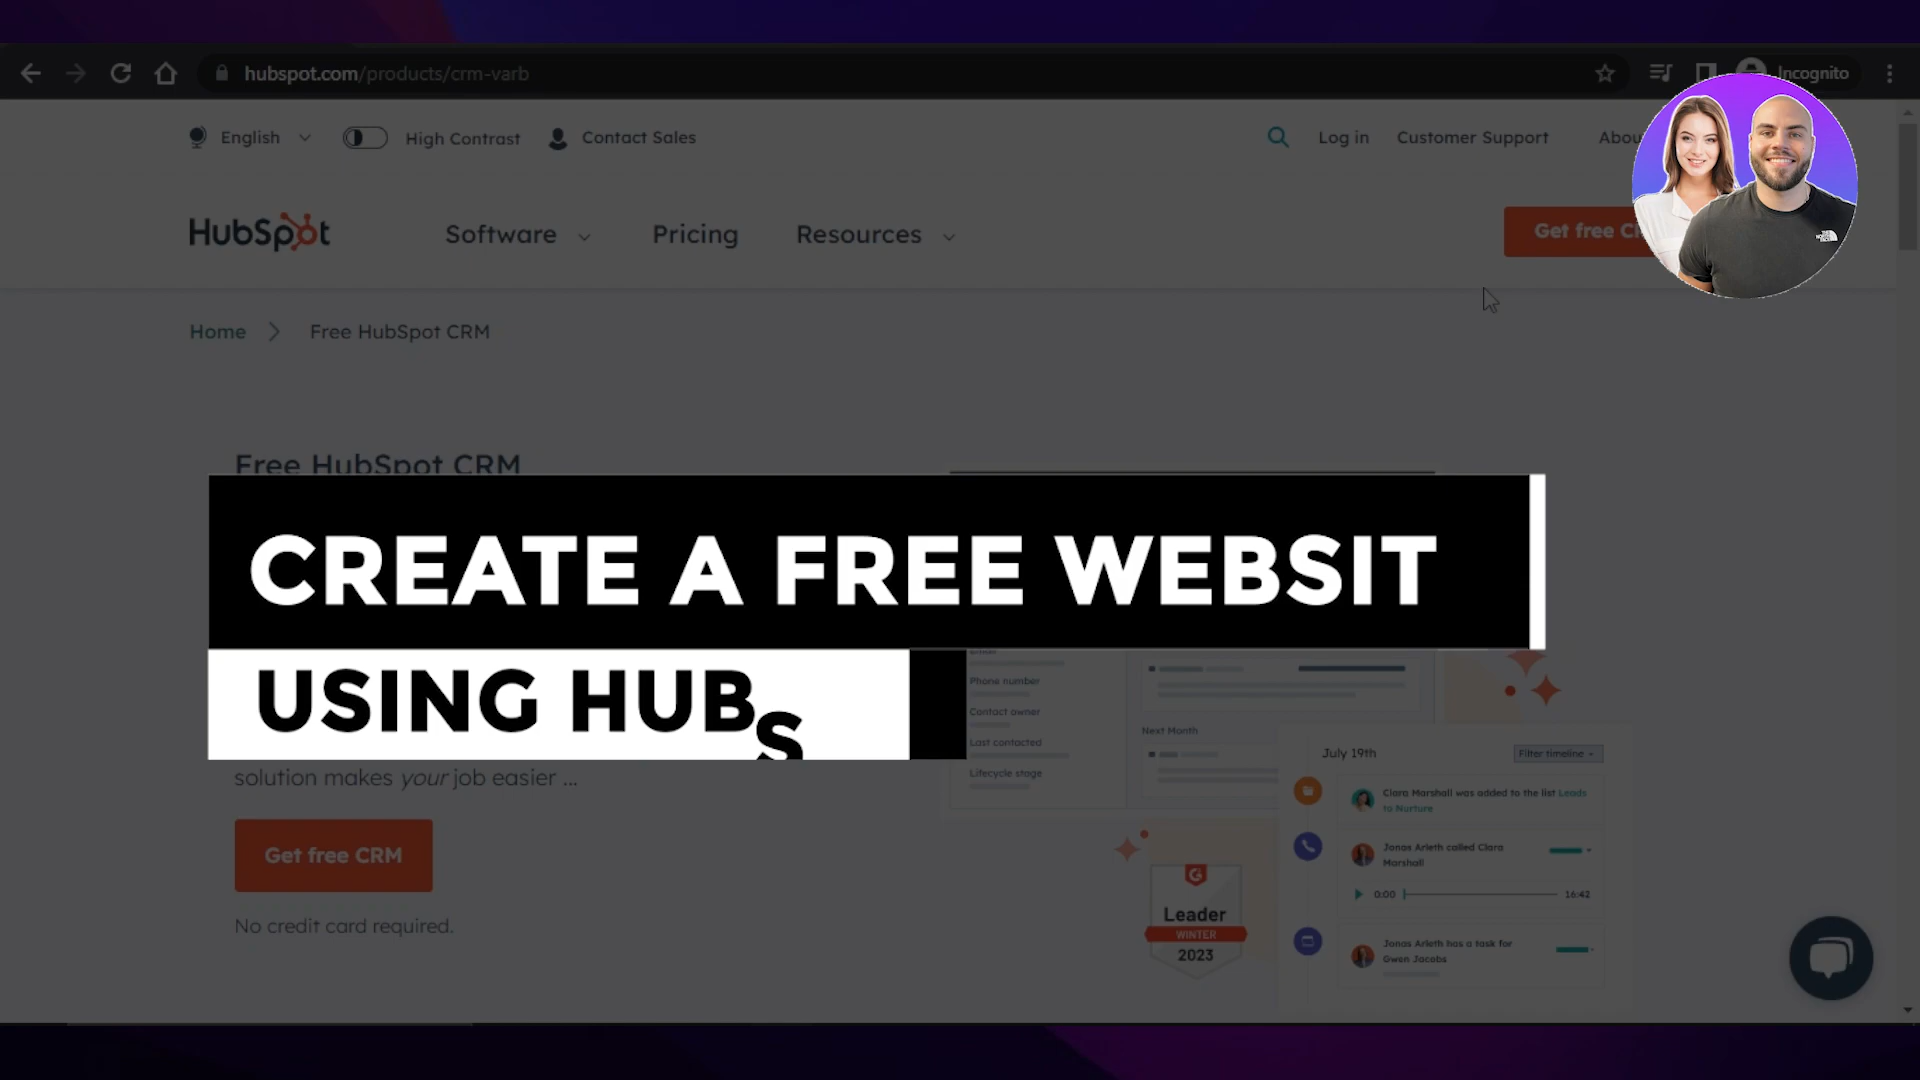 hubspot.com/products/crm-varb
Incognito
English
High Contrast
Contact Sales
Log in
Customer Support
Abou
HubSpot
Software
Pricing
Resources
Get free C
Home
Free HubSpot CRM
Free HubSpot CRM
CREATE A FREE WEBSIT
USING HUBS
Phone number
Contact owner
Last contacted
Lifecycle stage
Next Month
solution makes your job easier ...
Get free CRM
No credit card required.
July 19th
Filter timeline
Clara Marshall was added to the list Leads
to Nurture
Jonas Arleth called Clara
Marshall
0:00
16:42
Jonas Arleth has a task for
Gwen Jacobs
Leader
WINTER
2023